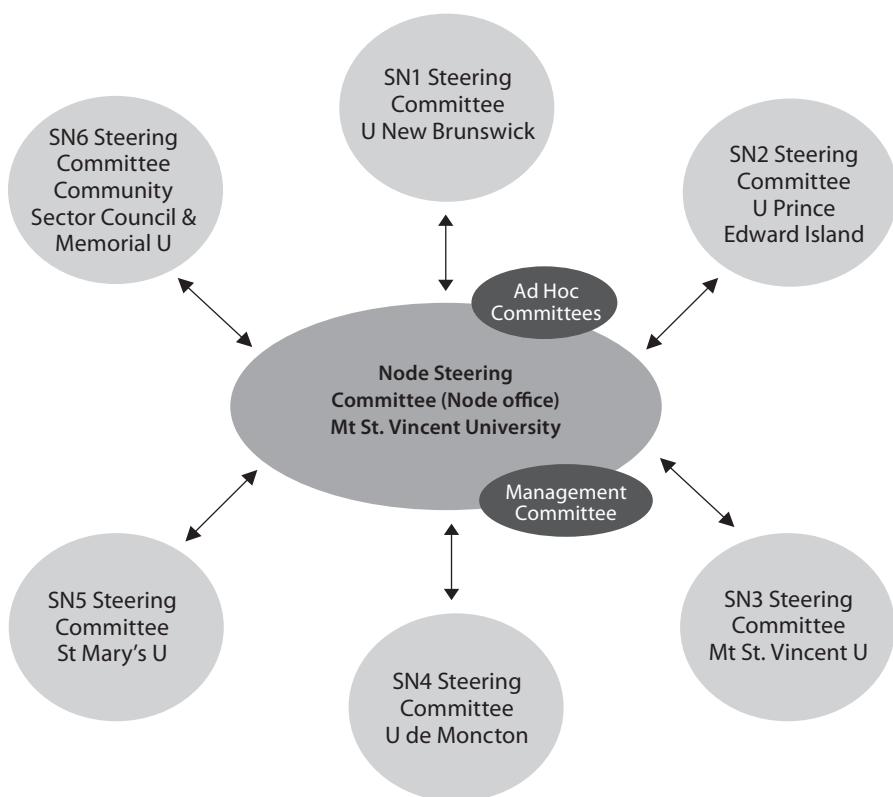 SN1 Steering
Committee
U New Brunswick
SN6 Steering
Committee
Community
Sector Council &
Memorial U
SN2 Steering
Committee
U Prince
Edward Island
Ad Hoc
Committees
Node Steering
Committee (Node office)
Mt St. Vincent University
Management
Committee
SN5 Steering
Committee
St Mary’s U
SN4 Steering
Committee
U de Moncton
SN3 Steering
Committee
Mt St. Vincent U